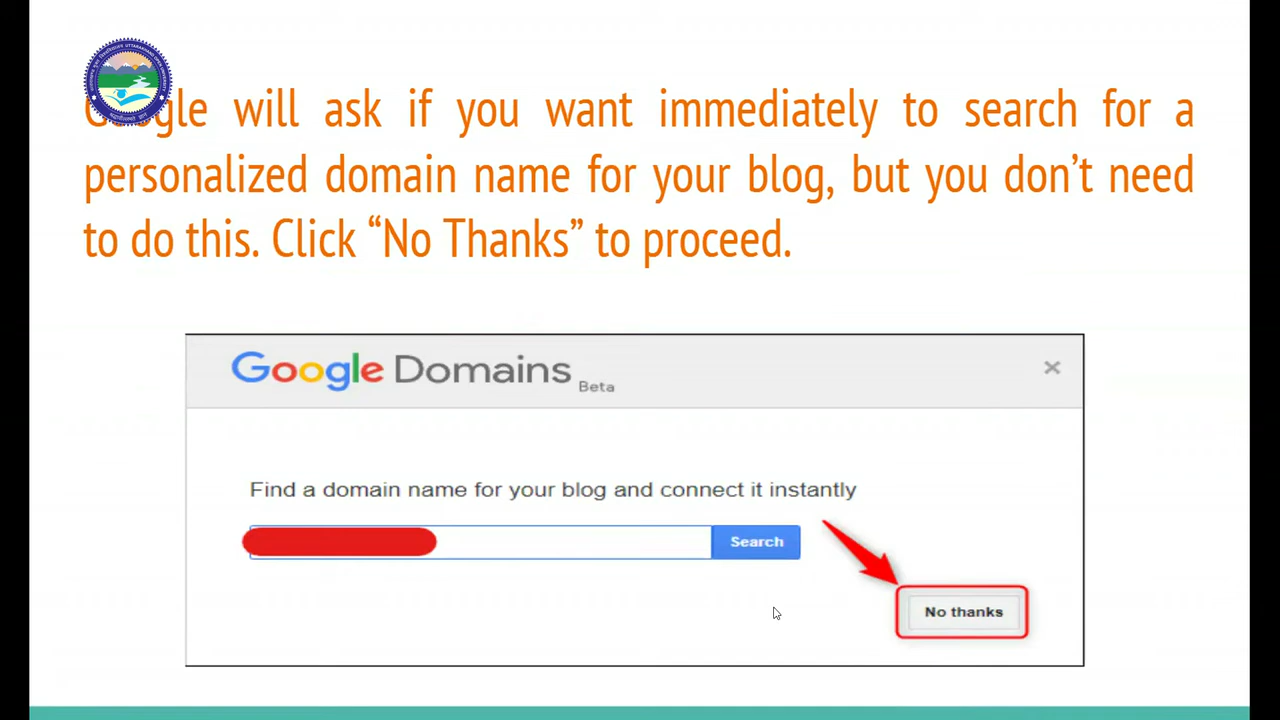 Google will ask if you want immediately to search for a
personalized domain name for your blog, but you don’t need
to do this. Click “No Thanks” to proceed.
Google Domains
Beta
×
Find a domain name for your blog and connect it instantly
Search
No thanks